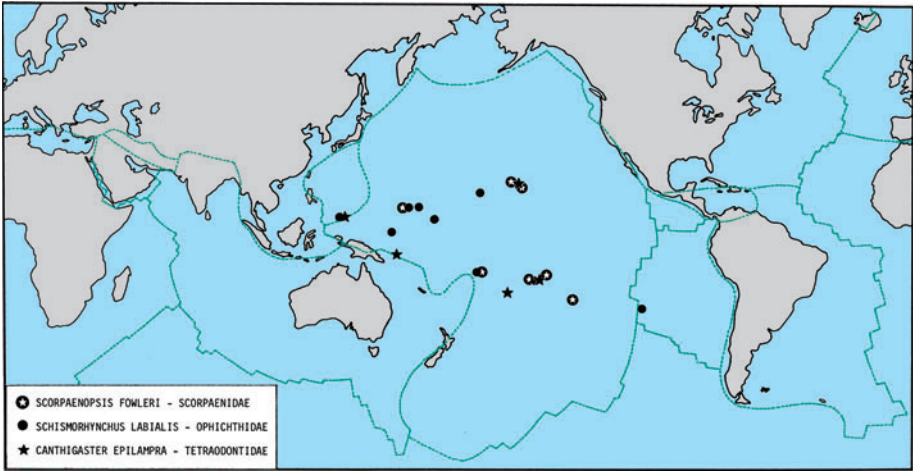 SCORPAENOPSIS FOWLERI - SCORPAENIDAE
SCHISMORHYNCHUS LABIALIS - OPHICHTHIDAE
CANTHIGASTER EPILAMPRA - TETRAODONTIDAE